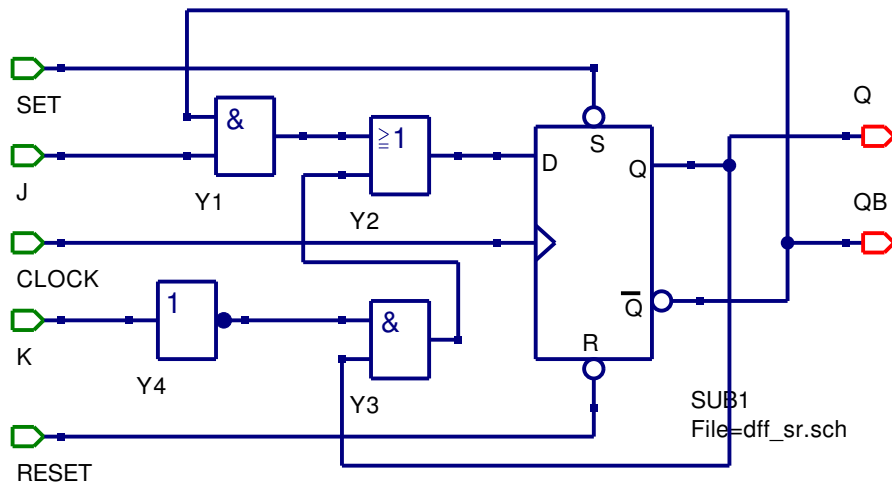 SET
J
CLOCK
K
RESET
&
Y1
≧1
Y2
1
Y4
&
Y3
S
D
Q
Q̅
R
SUB1
File=dff_sr.sch
Q
QB